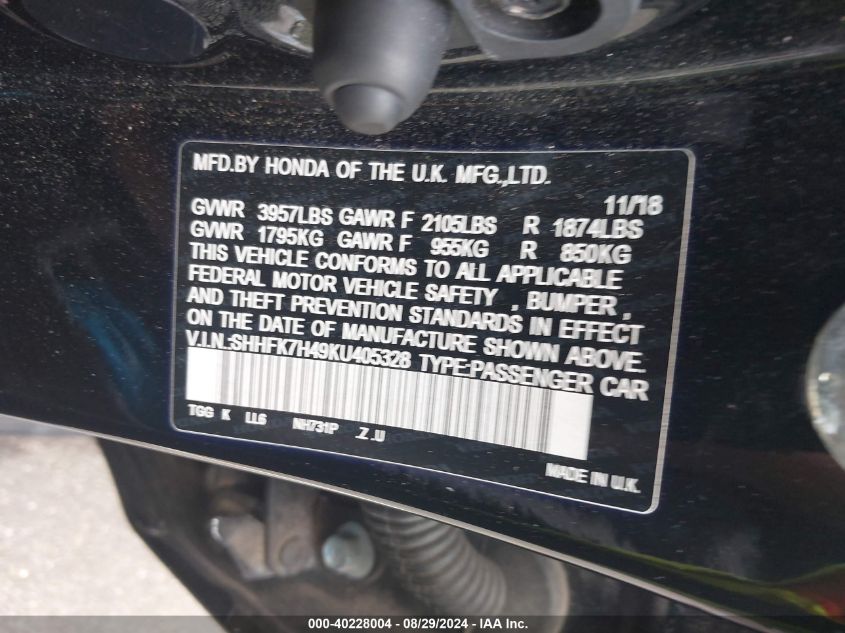 MFD.BY HONDA OF THE U.K. MFG.,LTD.
11/18
GVWR 3957LBS GAWR F 2105LBS R 1874LBS
GVWR 1795KG GAWR F 955KG R 850KG
THIS VEHICLE CONFORMS TO ALL APPLICABLE
FEDERAL MOTOR VEHICLE SAFETY , BUMPER ,
AND THEFT PREVENTION STANDARDS IN EFFECT
ON THE DATE OF MANUFACTURE SHOWN ABOVE.
V.I.N.:SHHFK7H49KU405328 TYPE:PASSENGER CAR
TGG K LL6 NH731P .Z .U
MADE IN U.K.
000-40228004 - 08/29/2024 - IAA Inc.